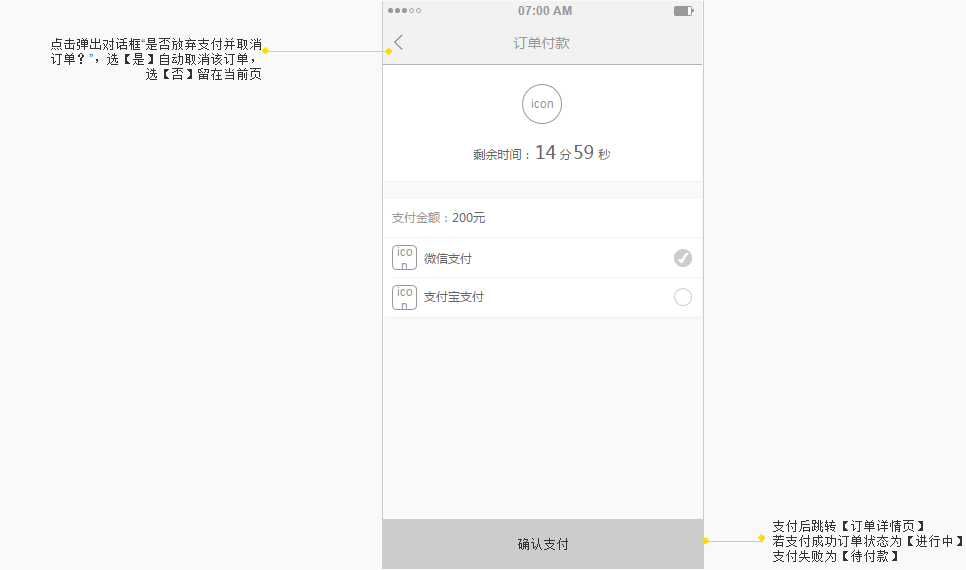 07:00 AM
订单付款
点击弹出对话框“是否放弃支付并取消
订单？”，选【是】自动取消该订单，
选【否】留在当前页
icon
剩余时间：14 分59 秒
支付金额：200元
ico
n
微信支付
ico
n
支付宝支付
确认支付
支付后跳转【订单详情页】
若支付成功订单状态为【进行中】
支付失败为【待付款】